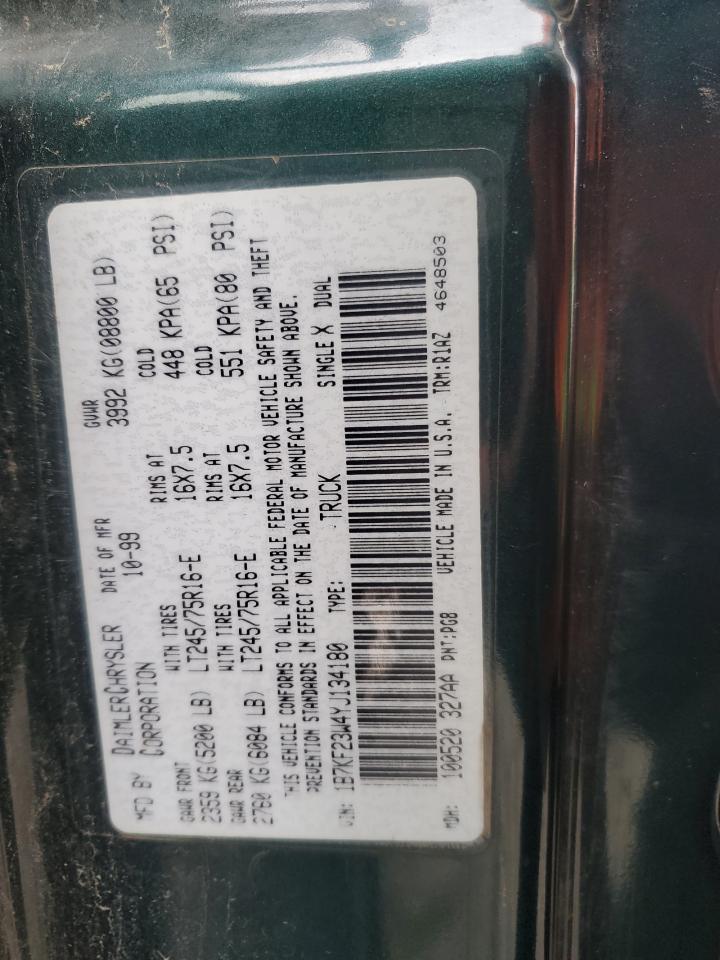 MFD BY DAIMLERCHRYSLER CORPORATION DATE OF MFR 10-99 GVWR 3992 KG(08800 LB)
GAWR FRONT WITH TIRES RIMS AT COLD
2359 KG(5200 LB) LT245/75R16-E 16X7.5 448 KPA(65 PSI)
GAWR REAR WITH TIRES RIMS AT COLD
2760 KG(6084 LB) LT245/75R16-E 16X7.5 551 KPA(80 PSI)
THIS VEHICLE CONFORMS TO ALL APPLICABLE FEDERAL MOTOR VEHICLE SAFETY AND THEFT
PREVENTION STANDARDS IN EFFECT ON THE DATE OF MANUFACTURE SHOWN ABOVE.
VIN: 1B7KF23W4YJ134180 TYPE: TRUCK SINGLE X DUAL
MDH: 100520 327AA PNT:PG8 VEHICLE MADE IN U.S.A. TRM:R1AZ
4648503